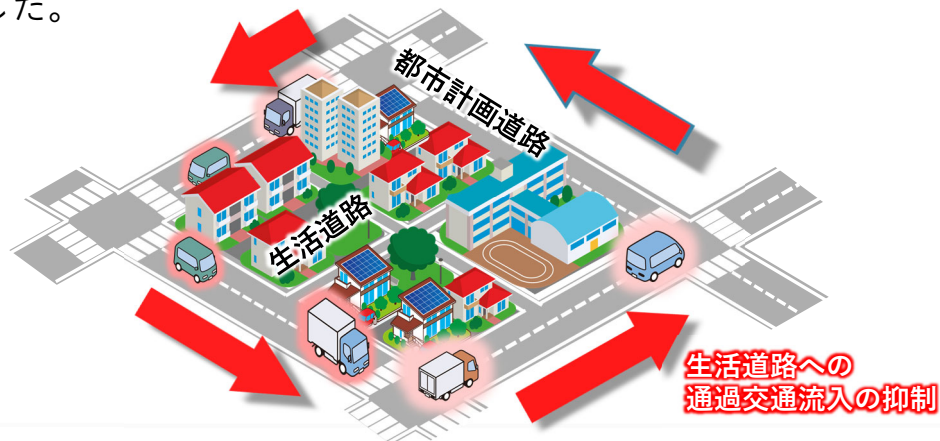 した。
都市計画道路
生活道路
生活道路への
通過交通流入の抑制